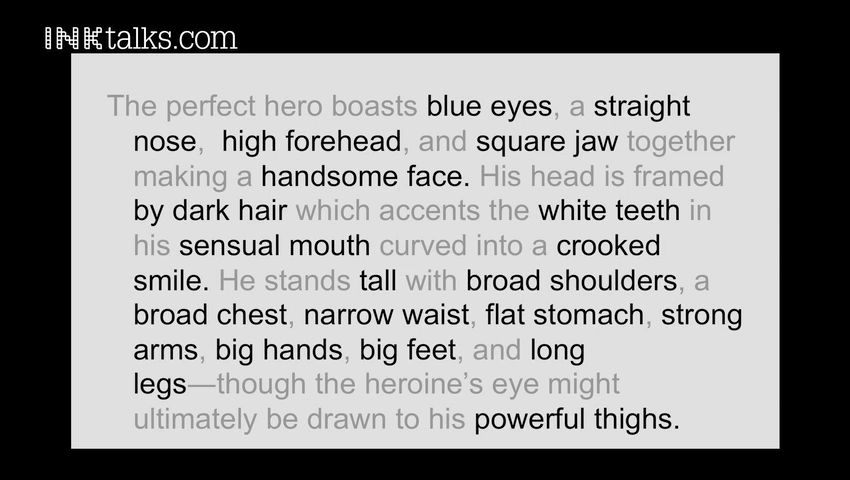 INKtalks.com
The perfect hero boasts blue eyes, a straight
nose, high forehead, and square jaw together
making a handsome face. His head is framed
by dark hair which accents the white teeth in
his sensual mouth curved into a crooked
smile. He stands tall with broad shoulders, a
broad chest, narrow waist, flat stomach, strong
arms, big hands, big feet, and long
legs—though the heroine’s eye might
ultimately be drawn to his powerful thighs.